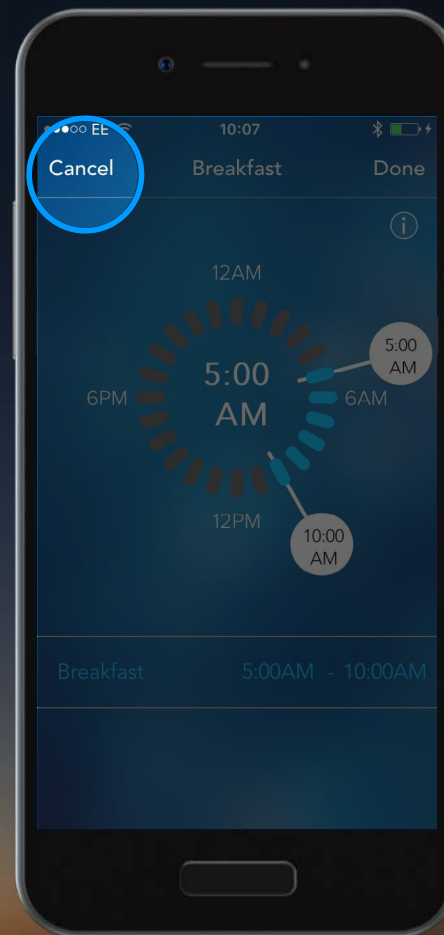 EE 10:07
Cancel Breakfast Done
i
12AM
5:00
AM
5:00
AM
6PM
6AM
12PM
10:00
AM
Breakfast 5:00AM - 10:00AM